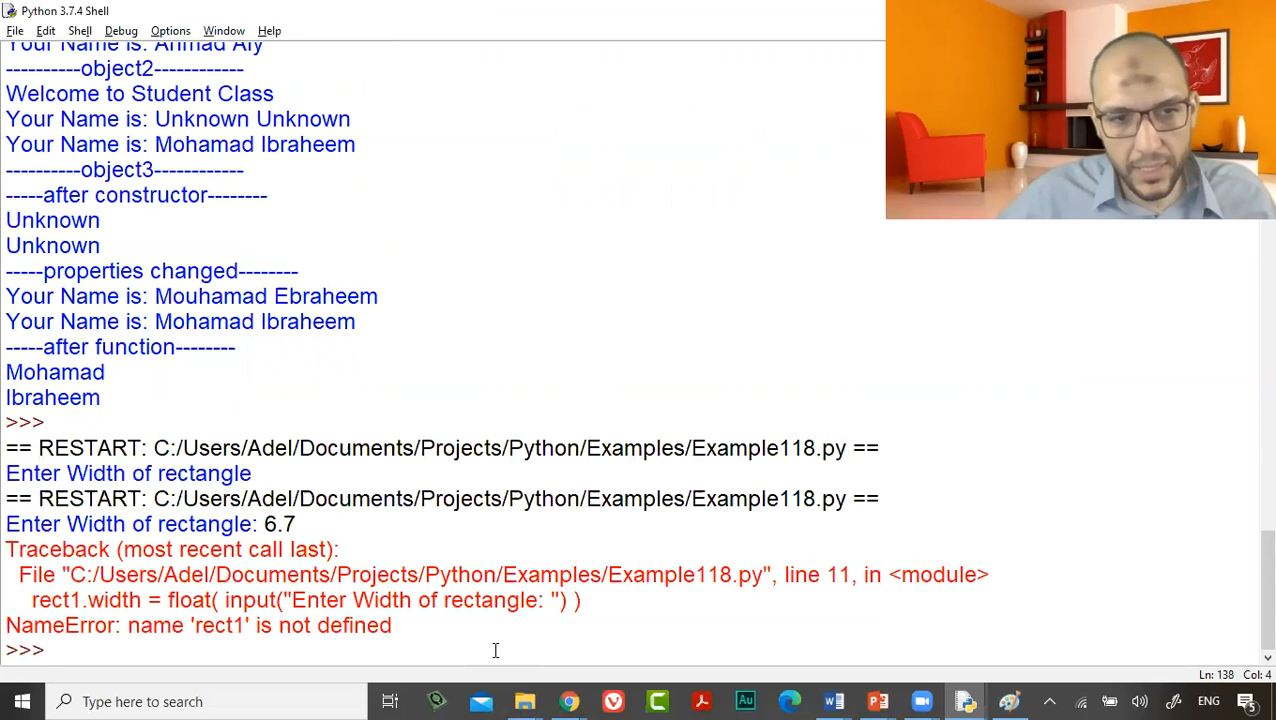 Python 3.7.4 Shell
File Edit Shell Debug Options Window Help
Your Name is: Ahmad Aly
----------object2------------
Welcome to Student Class
Your Name is: Unknown Unknown
Your Name is: Mohamad Ibraheem
----------object3------------
-----after constructor--------
Unknown
Unknown
-----properties changed--------
Your Name is: Mouhamad Ebraheem
Your Name is: Mohamad Ibraheem
-----after function--------
Mohamad
Ibraheem
>>>
== RESTART: C:/Users/Adel/Documents/Projects/Python/Examples/Example118.py ==
Enter Width of rectangle
== RESTART: C:/Users/Adel/Documents/Projects/Python/Examples/Example118.py ==
Enter Width of rectangle: 6.7
Traceback (most recent call last):
File "C:/Users/Adel/Documents/Projects/Python/Examples/Example118.py", line 11, in <module>
rect1.width = float( input("Enter Width of rectangle: ") )
NameError: name 'rect1' is not defined
>>>
Ln: 138 Col: 4
Type here to search
ENG
5